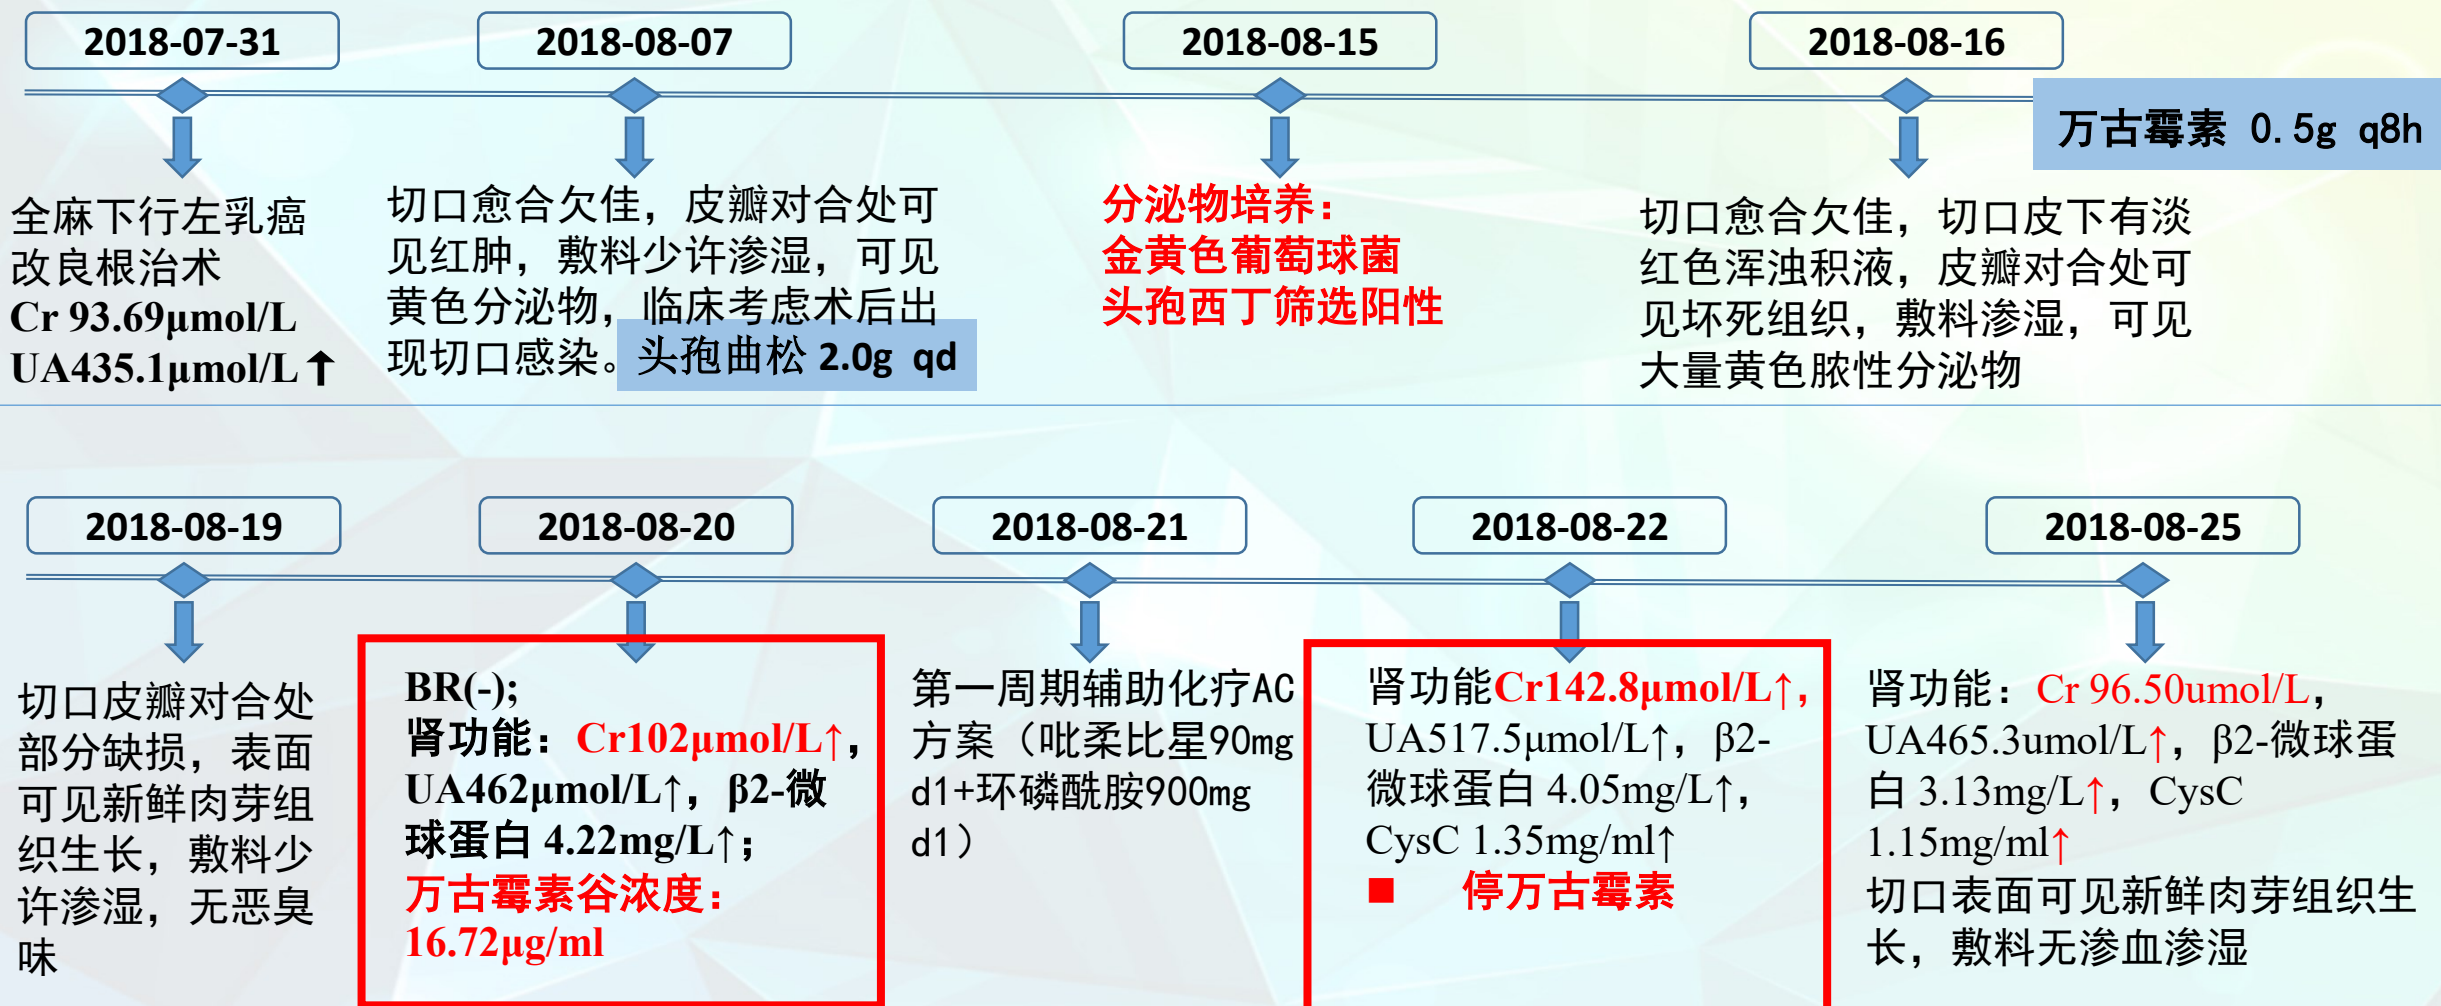 2018-07-31
2018-08-07
2018-08-15
2018-08-16
万古霉素 0.5g q8h
全麻下行左乳癌
改良根治术
Cr 93.69μmol/L
UA435.1μmol/L↑
切口愈合欠佳，皮瓣对合处可
见红肿，敷料少许渗湿，可见
黄色分泌物，临床考虑术后出
现切口感染。
头孢曲松 2.0g qd
分泌物培养：
金黄色葡萄球菌
头孢西丁筛选阳性
切口愈合欠佳，切口皮下有淡
红色浑浊积液，皮瓣对合处可
见坏死组织，敷料渗湿，可见
大量黄色脓性分泌物
2018-08-19
2018-08-20
2018-08-21
2018-08-22
2018-08-25
切口皮瓣对合处
部分缺损，表面
可见新鲜肉芽组
织生长，敷料少
许渗湿，无恶臭
味
BR(-);
肾功能：Cr102μmol/L↑，
UA462μmol/L↑，β2-微
球蛋白 4.22mg/L↑；
万古霉素谷浓度：
16.72μg/ml
第一周期辅助化疗AC
方案（吡柔比星90mg
d1+环磷酰胺900mg
d1）
肾功能Cr142.8μmol/L↑，
UA517.5μmol/L↑，β2-
微球蛋白 4.05mg/L↑，
CysC 1.35mg/ml↑
■ 停万古霉素
肾功能：Cr 96.50umol/L，
UA465.3umol/L↑，β2-微球蛋
白 3.13mg/L↑，CysC
1.15mg/ml↑
切口表面可见新鲜肉芽组织生
长，敷料无渗血渗湿